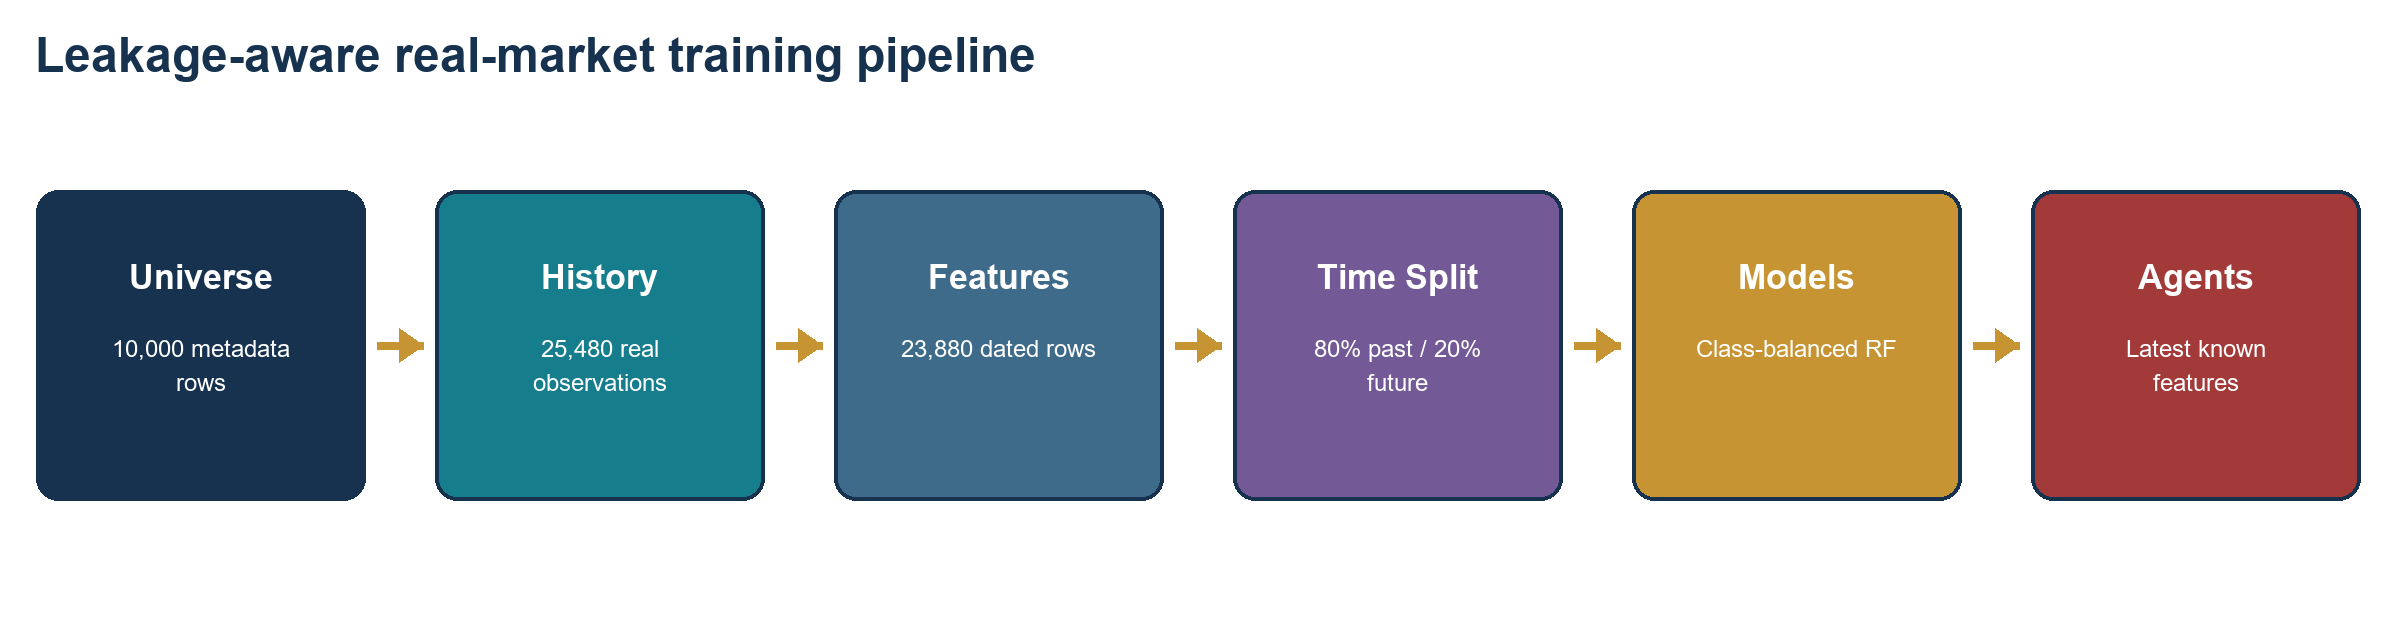 Leakage-aware real-market training pipeline
Universe
10,000 metadata
rows
History
25,480 real
observations
Features
23,880 dated rows
Time Split
80% past / 20%
future
Models
Class-balanced RF
Agents
Latest known
features